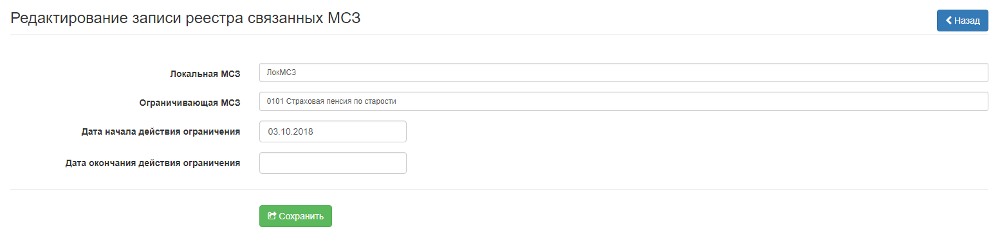 Редактирование записи реестра связанных МСЗ
Назад
Локальная МСЗ
ЛокМСЗ
Ограничивающая МСЗ
0101 Страховая пенсия по старости
Дата начала действия ограничения
03.10.2018
Дата окончания действия ограничения
Сохранить